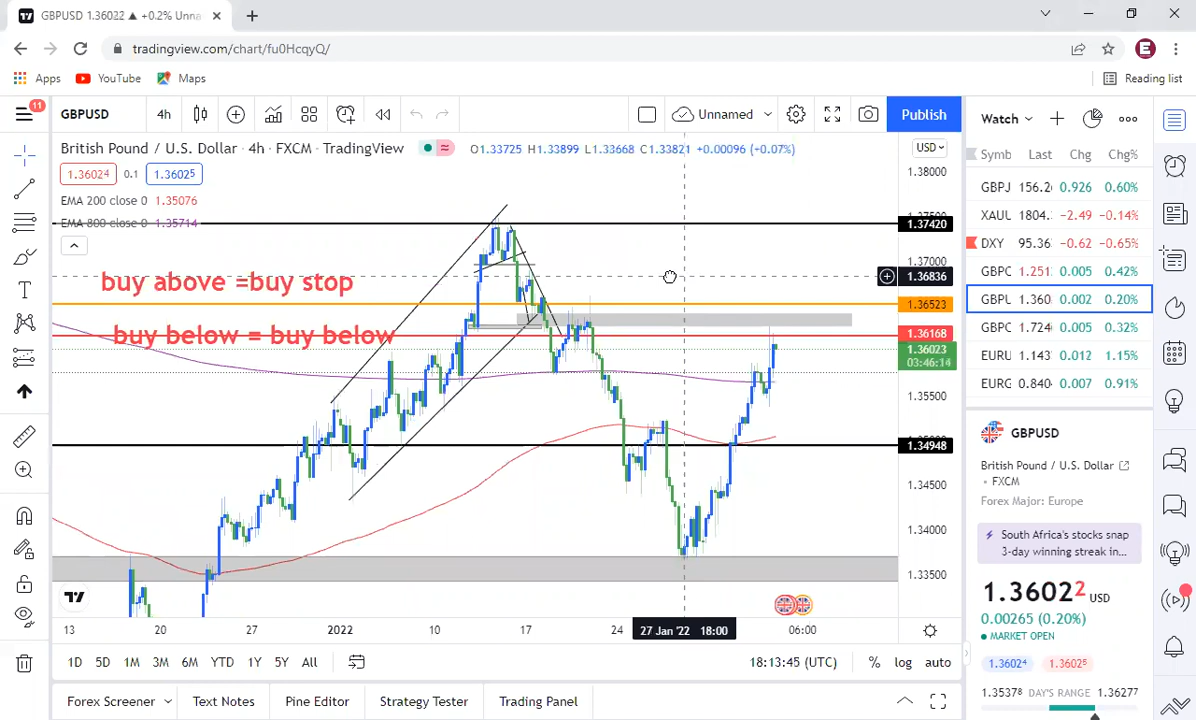 GBPUSD 1.36022 ▲ +0.2% Unna
tradingview.com/chart/fu0HcqyQ/
Apps YouTube Maps Reading list
11
GBPUSD 4h Unnamed Publish
Watch
British Pound / U.S. Dollar · 4h · FXCM · TradingView O1.33725 H1.33899 L1.33668 C1.33821 +0.00096 (+0.07%)
USD
1.36024 0.1 1.36025
EMA 200 close 0 1.35076
EMA 800 close 0 1.35714
buy above =buy stop
buy below = buy below
1.38000
1.37420
1.37000
1.36836
1.36523
1.36168
1.36023
03:46:14
1.35500
1.34948
1.34500
1.34000
1.33500
13 20 27 2022 10 17 24 27 Jan '22 18:00 06:00
1D 5D 1M 3M 6M YTD 1Y 5Y All 18:13:45 (UTC) % log auto
Forex Screener Text Notes Pine Editor Strategy Tester Trading Panel
Symb Last Chg Chg%
GBPJ 156.2 0.926 0.60%
XAUL 1804. -2.49 -0.14%
DXY 95.36 -0.62 -0.65%
GBPC 1.251 0.005 0.42%
GBPL 1.360 0.002 0.20%
GBPC 1.724 0.005 0.32%
EURU 1.143 0.012 1.15%
EURG 0.840 0.007 0.91%
GBPUSD
British Pound / U.S. Dollar
• FXCM
Forex Major: Europe
South Africa's stocks snap
3-day winning streak in...
1.36022 USD
0.00265 (0.20%)
MARKET OPEN
1.36024 1.36025
1.35378 DAY'S RANGE 1.36277